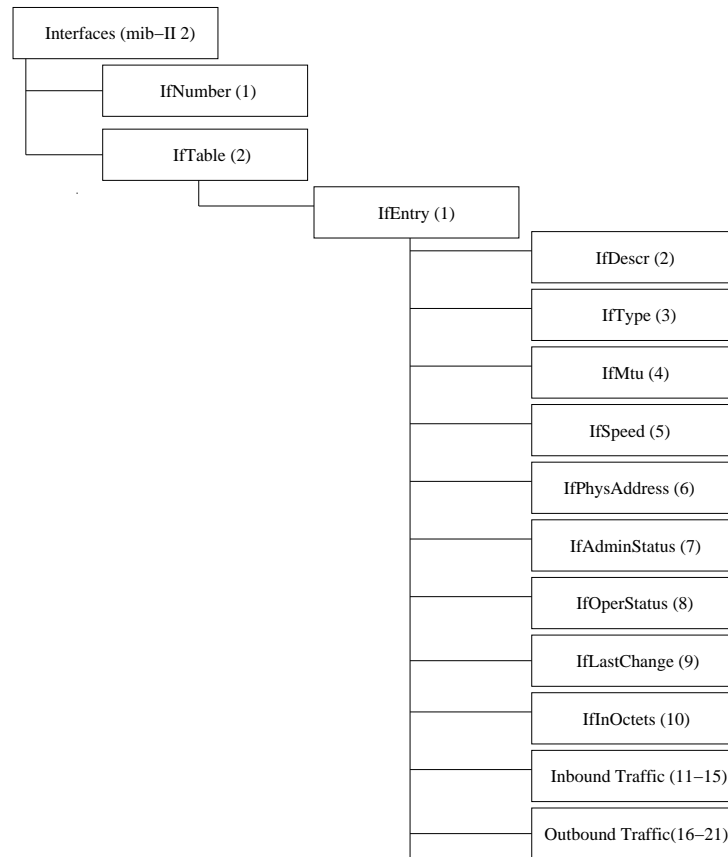 Interfaces (mib−II 2)
IfNumber (1)
IfTable (2)
IfEntry (1)
IfDescr (2)
IfType (3)
IfMtu (4)
IfSpeed (5)
IfPhysAddress (6)
IfAdminStatus (7)
IfOperStatus (8)
IfLastChange (9)
IfInOctets (10)
Inbound Traffic (11−15)
Outbound Traffic(16−21)